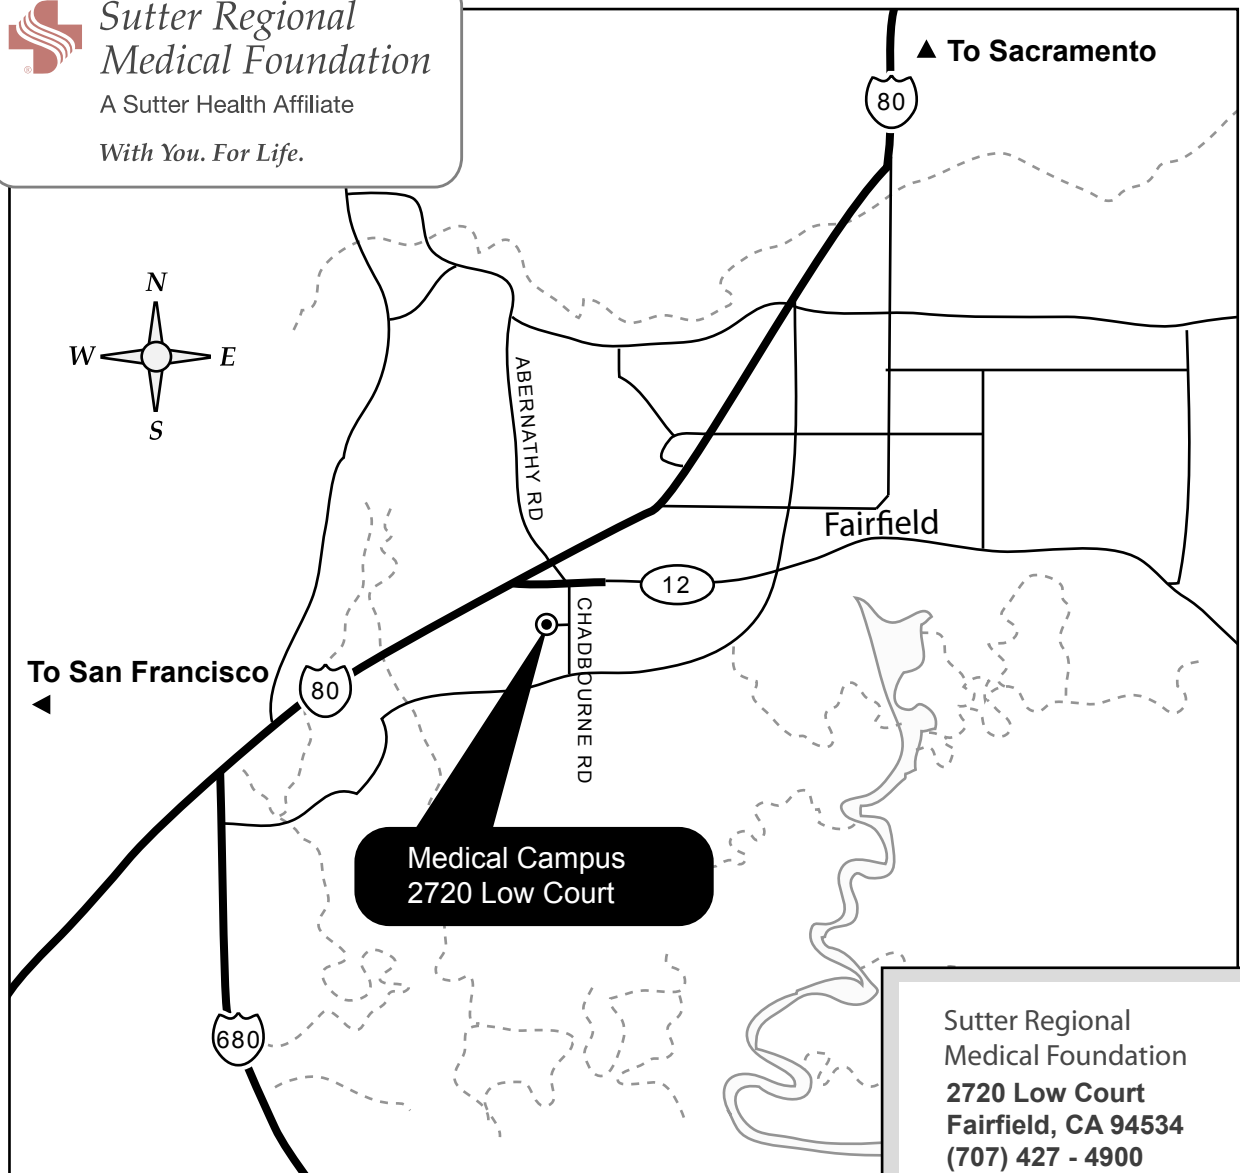 Sutter Regional
Medical Foundation
A Sutter Health Affiliate
With You. For Life.
®
▲ To Sacramento
80
N
W E
S
ABERNATHY RD
Fairfield
12
CHADBOURNE RD
To San Francisco
◀
80
Medical Campus
2720 Low Court
680
Sutter Regional
Medical Foundation
2720 Low Court
Fairfield, CA 94534
(707) 427 - 4900